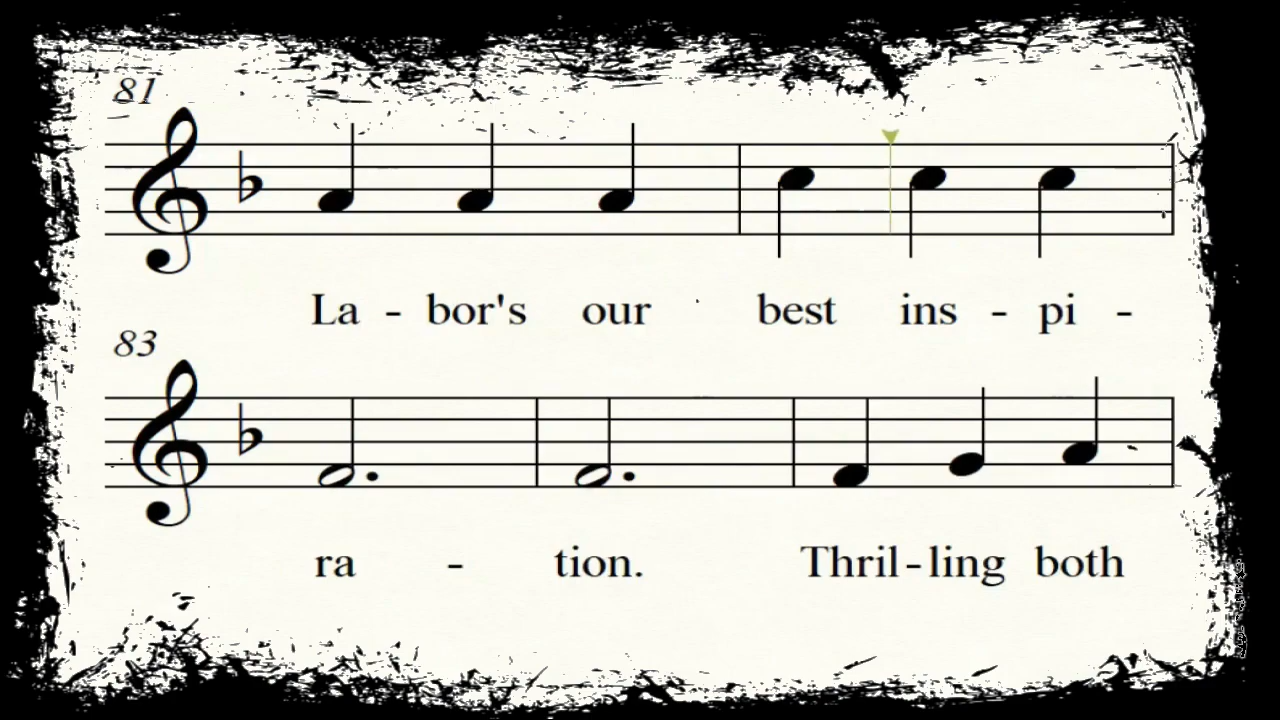 81
La - bor's our best ins - pi -
83
ra - tion. Thril - ling both